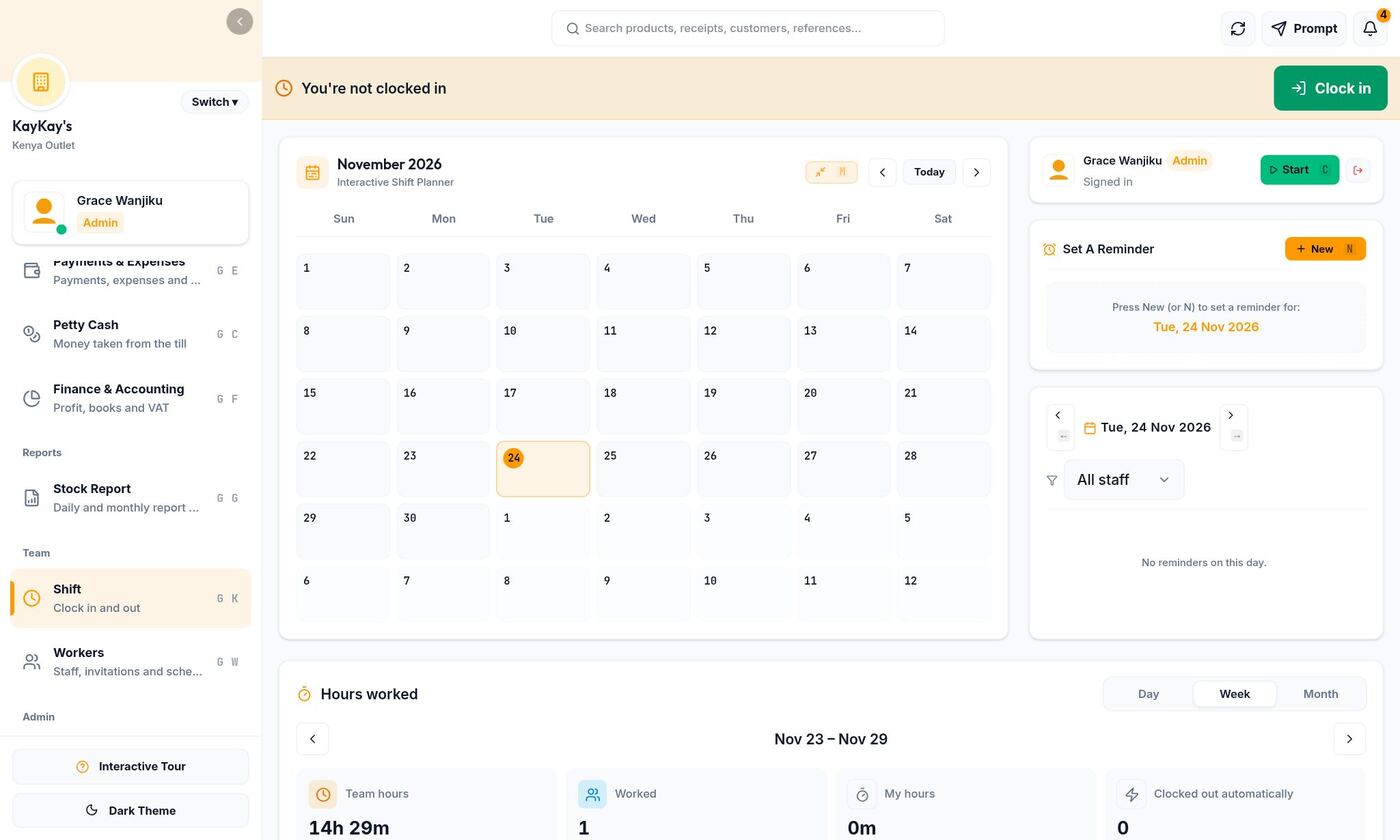 Search products, receipts, customers, references...
Prompt
4
Switch ▾
KayKay's
Kenya Outlet
Grace Wanjiku
Admin
Payments & Expenses
Payments, expenses and ...
G E
Petty Cash
Money taken from the till
G C
Finance & Accounting
Profit, books and VAT
G F
Reports
Stock Report
Daily and monthly report ...
G G
Team
Shift
Clock in and out
G K
Workers
Staff, invitations and sche...
G W
Admin
Interactive Tour
Dark Theme
You're not clocked in
Clock in
November 2026
Interactive Shift Planner
M
Today
Sun Mon Tue Wed Thu Fri Sat
1 2 3 4 5 6 7
8 9 10 11 12 13 14
15 16 17 18 19 20 21
22 23 24 25 26 27 28
29 30 1 2 3 4 5
6 7 8 9 10 11 12
Grace Wanjiku Admin
Signed in
Start C
Set A Reminder
+ New N
Press New (or N) to set a reminder for:
Tue, 24 Nov 2026
← Tue, 24 Nov 2026 →
All staff
No reminders on this day.
Hours worked
Day Week Month
Nov 23 – Nov 29
Team hours
14h 29m
Worked
1
My hours
0m
Clocked out automatically
0